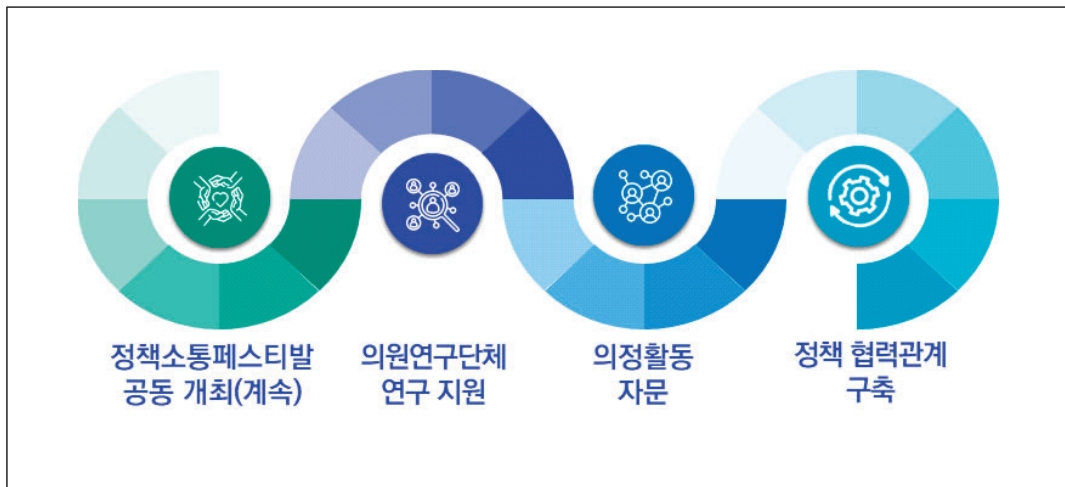 정책소통페스티발
공동 개최(계속)
의원연구단체
연구 지원
의정활동
자문
정책 협력관계
구축